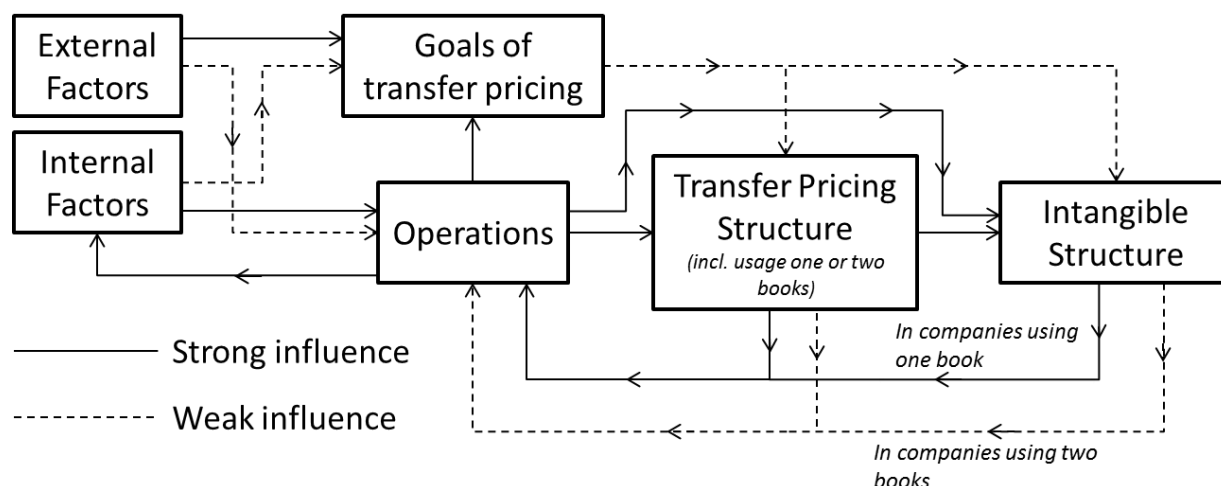 External
Factors
Goals of
transfer pricing
Internal
Factors
Operations
Transfer Pricing
Structure
(incl. usage one or two
books)
Intangible
Structure
In companies using
one book
Strong influence
Weak influence
In companies using two
books